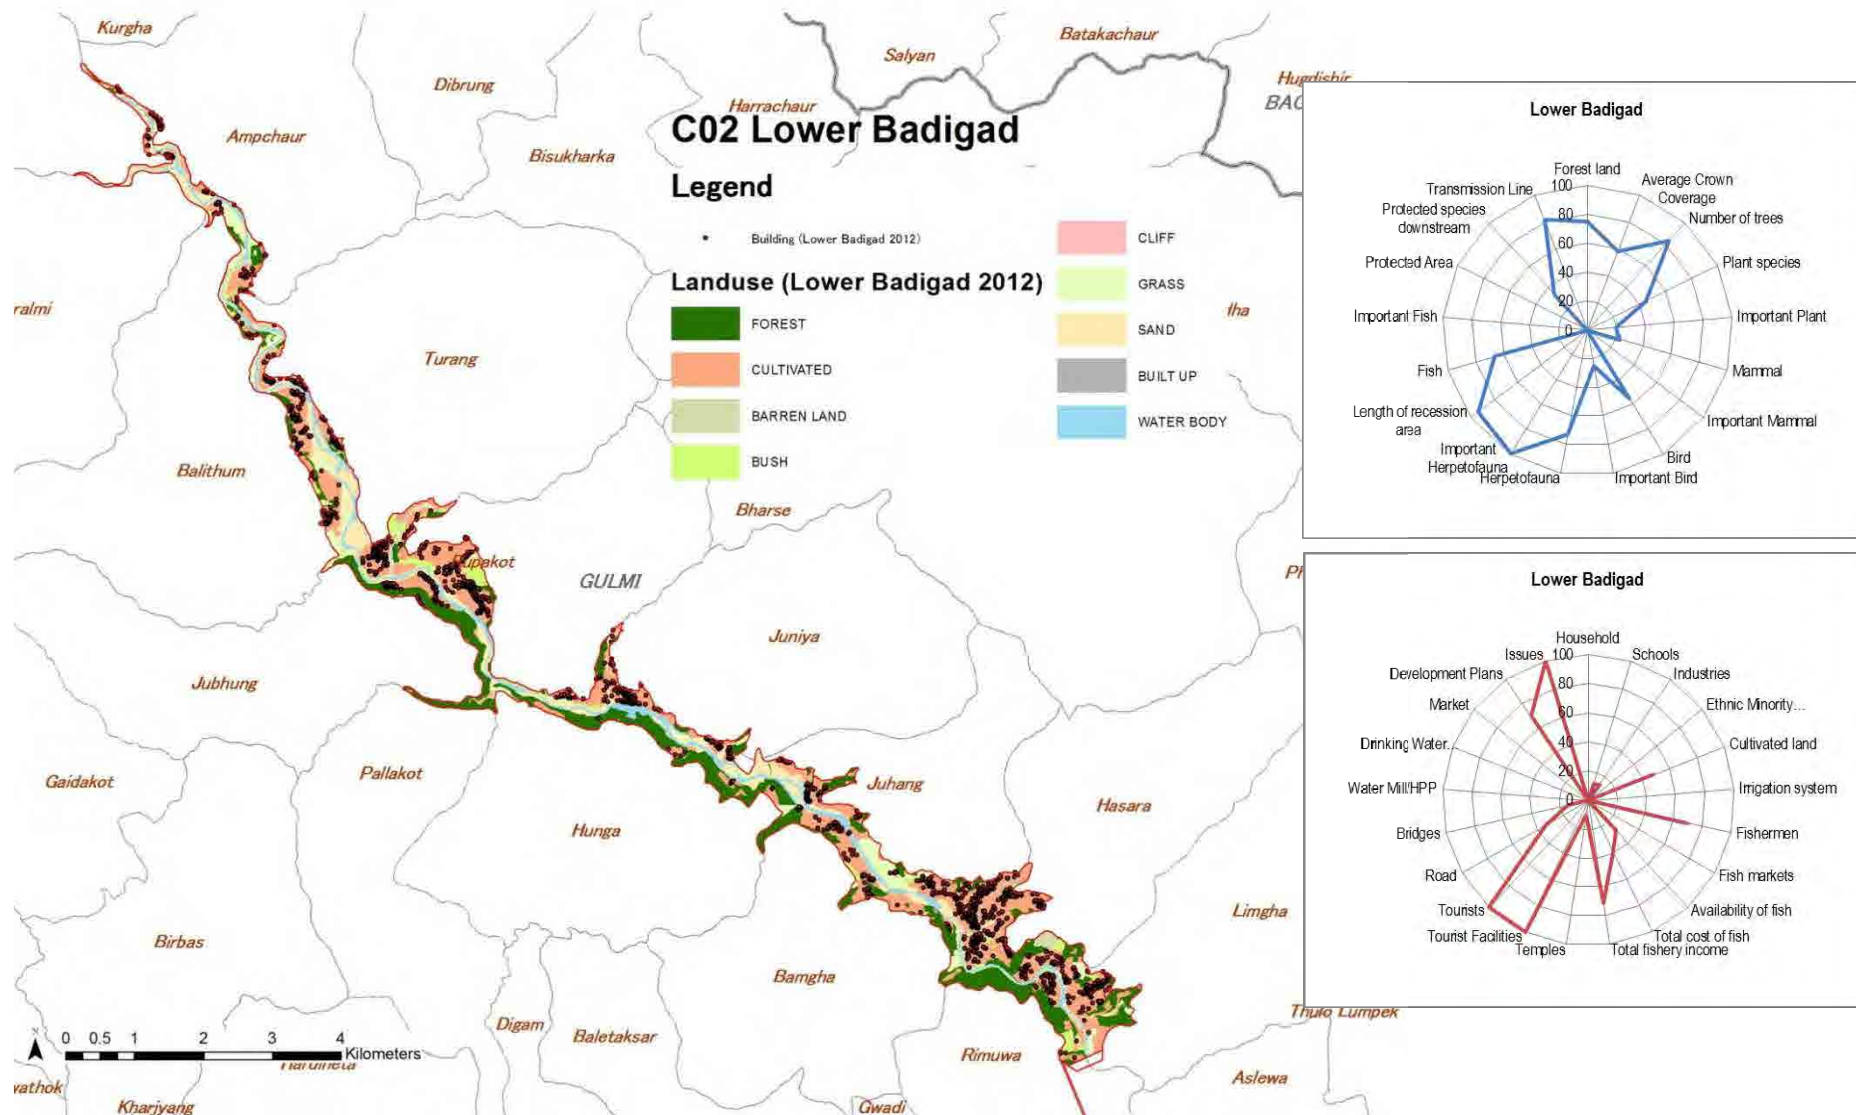 Kurgha
Salyan
Batakachaur
Dibrung
Harrachaur
Hugdishir
Ampchaur
Bisukharka
C02 Lower Badigad
Legend
Building (Lower Badigad 2012)
Landuse (Lower Badigad 2012)
FOREST
CULTIVATED
BARREN LAND
BUSH
CLIFF
GRASS
SAND
BUILT UP
WATER BODY
ralmi
Turang
Balithum
Bharse
GULMI
Juniya
Jubhung
Gaidakot
Pallakot
Juhang
Hasara
Hunga
Limgha
Birbas
Bamgha
Digam
Baletaksar
Rimuwa
Thulo Lumpek
Aslewa
Kharjyang
Gwadi
0 0.5 1 2 3 4
Kilometers
Lower Badigad
Forest land
Average Crown
Coverage
Number of trees
Plant species
Important Plant
Mammal
Important Mammal
Bird
Important Bird
Herpetofauna
Important
Herpetofauna
Length of recession
area
Fish
Important Fish
Protected Area
Protected species
downstream
Transmission Line
100
80
60
40
20
0
Lower Badigad
Household
Schools
Industries
Ethnic Minority...
Cultivated land
Irrigation system
Fishermen
Fish markets
Availability of fish
Total cost of fish
Total fishery income
Temples
Tourist Facilities
Tourists
Road
Bridges
Water Mill/HPP
Drinking Water...
Market
Development Plans
Issues
100
80
60
40
20
0